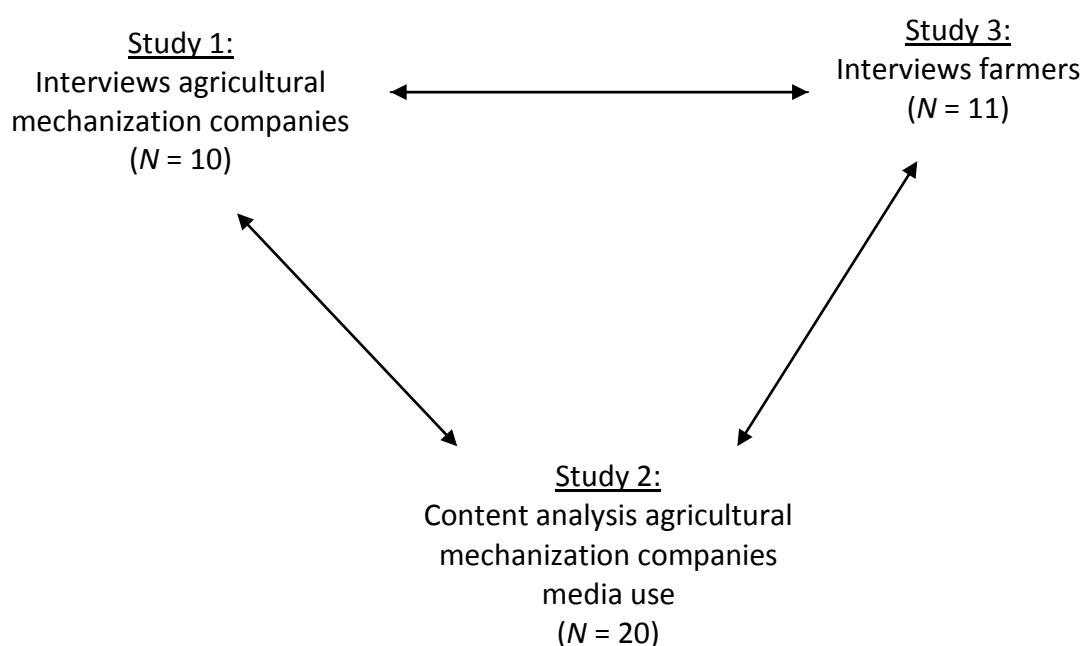 Study 1:
Interviews agricultural
mechanization companies
(N = 10)
Study 3:
Interviews farmers
(N = 11)
Study 2:
Content analysis agricultural
mechanization companies
media use
(N = 20)